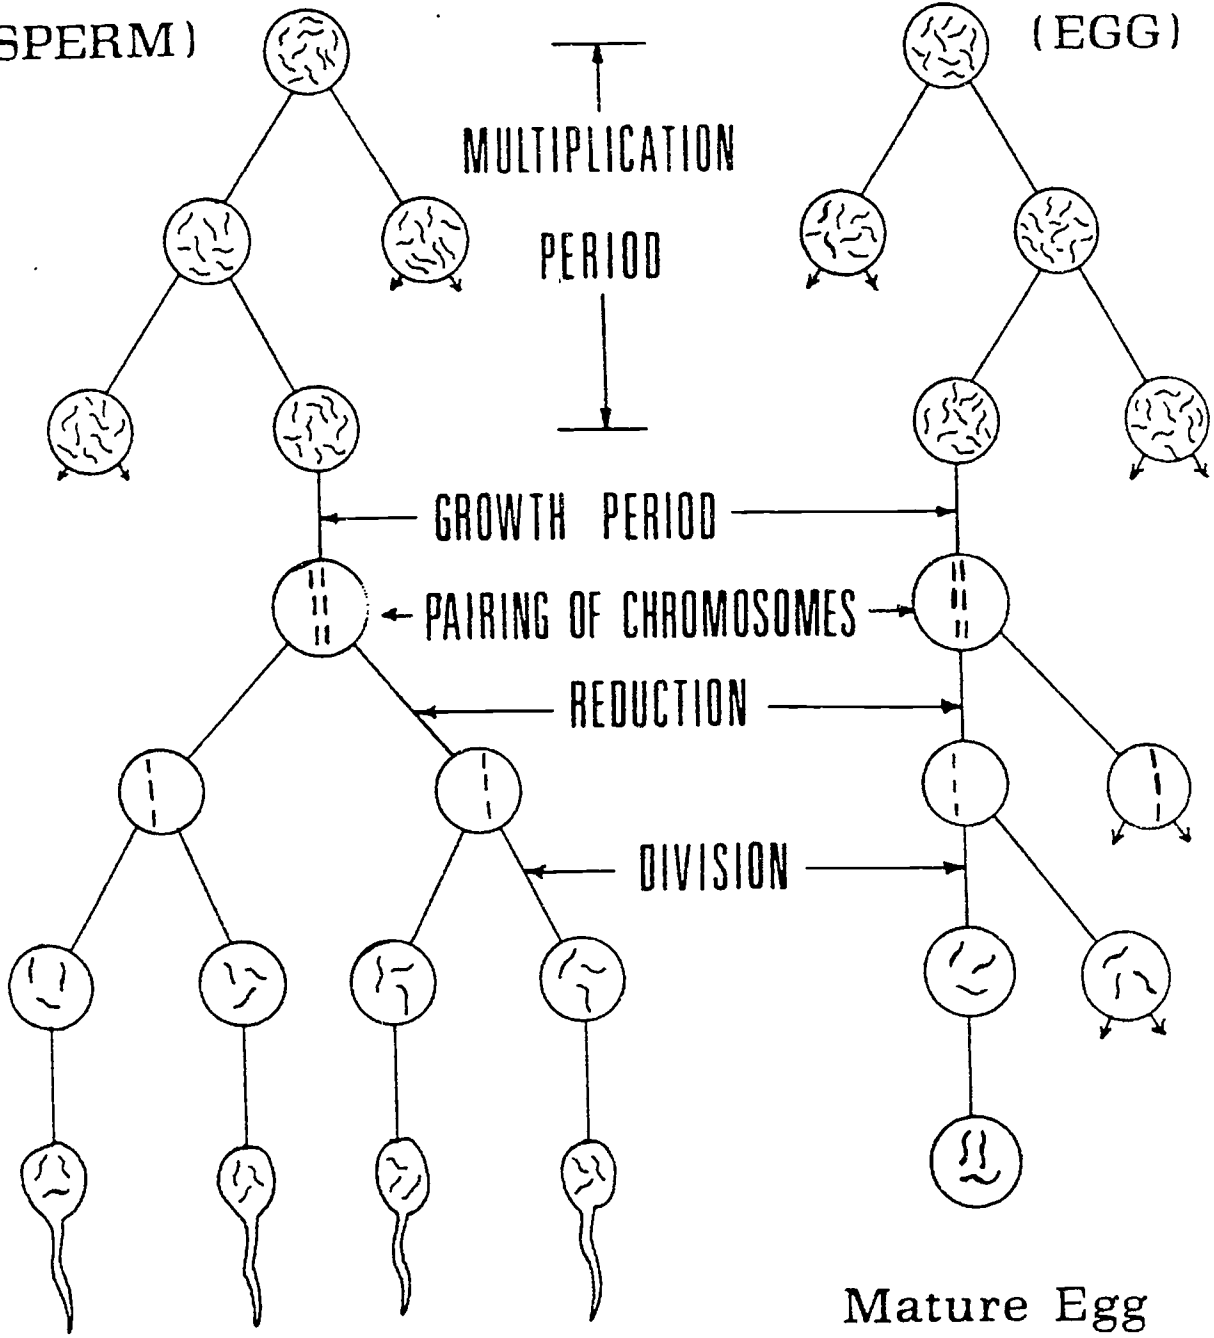 SPERM)
(EGG)
MULTIPLICATION
PERIOD
GROWTH PERIOD
PAIRING OF CHROMOSOMES
REDUCTION
DIVISION
Mature Egg